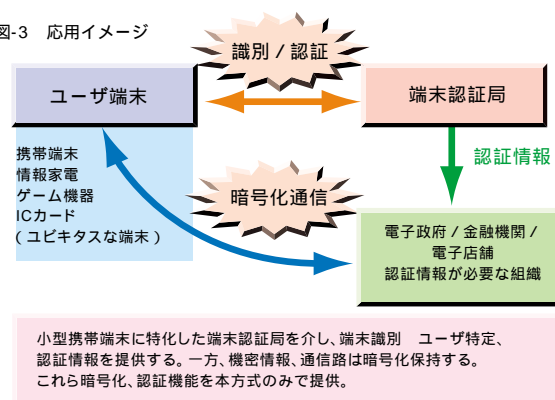 図-3　応用イメージ
識別 / 認証
ユーザ端末
端末認証局
携帯端末
情報家電
ゲーム機器
ICカード
（ユビキタスな端末）
認証情報
暗号化通信
電子政府 / 金融機関 /
電子店舗
認証情報が必要な組織
小型携帯端末に特化した端末認証局を介し、端末識別　ユーザ特定、
認証情報を提供する。一方、機密情報、通信路は暗号化保持する。
これら暗号化、認証機能を本方式のみで提供。